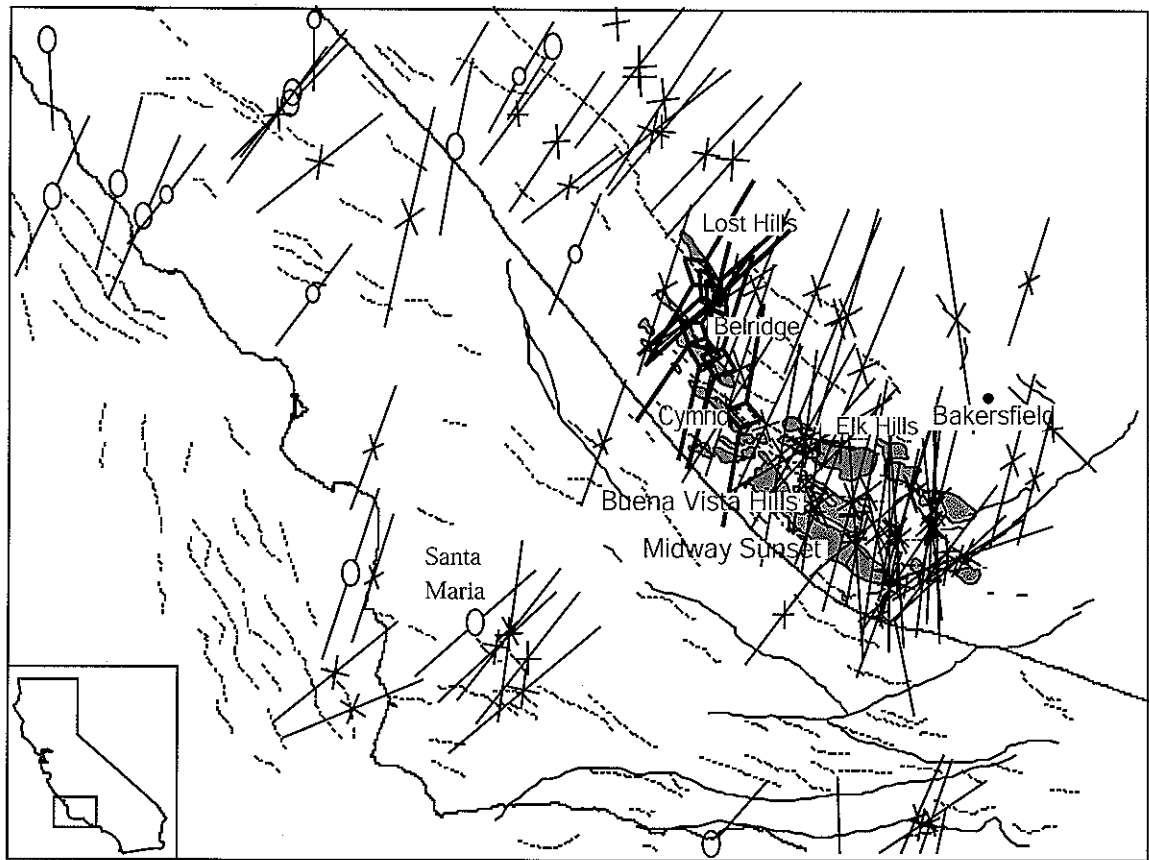 Lost Hills
Belridge
Cymric
Elk Hills
Bakersfield
Buena Vista Hills
Midway Sunset
Santa
Maria